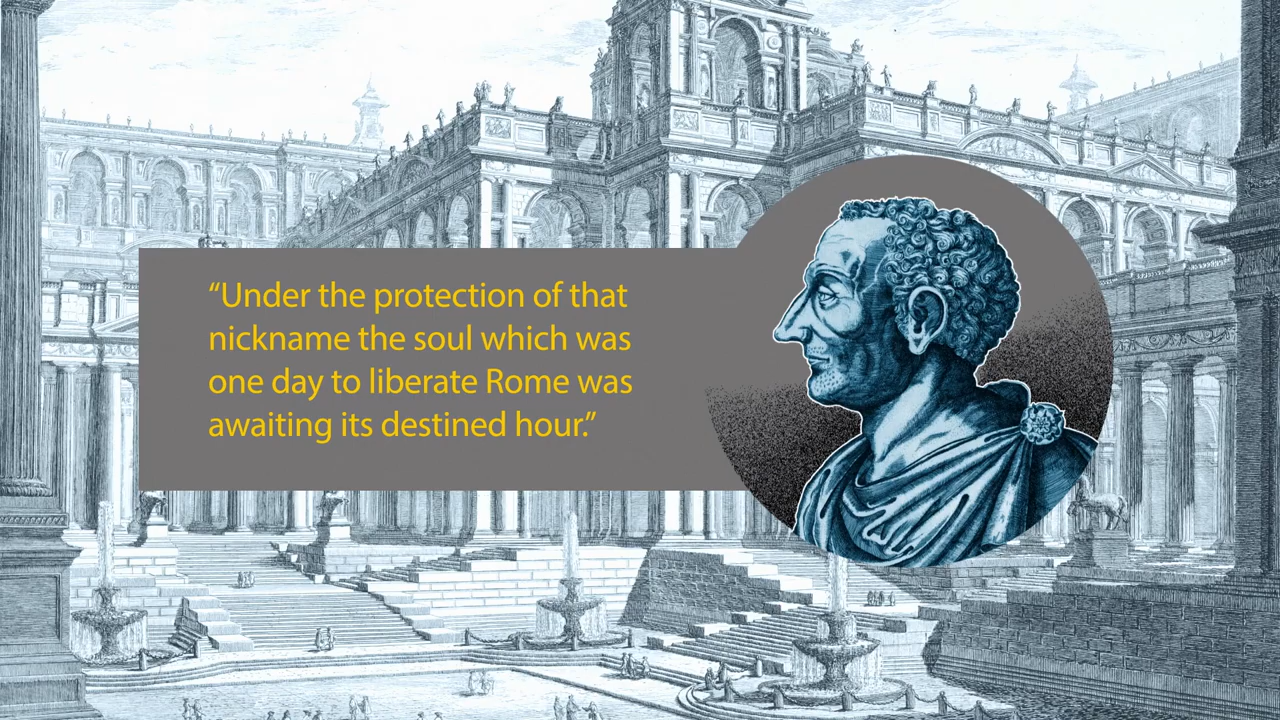 “Under the protection of that
nickname the soul which was
one day to liberate Rome was
awaiting its destined hour.”